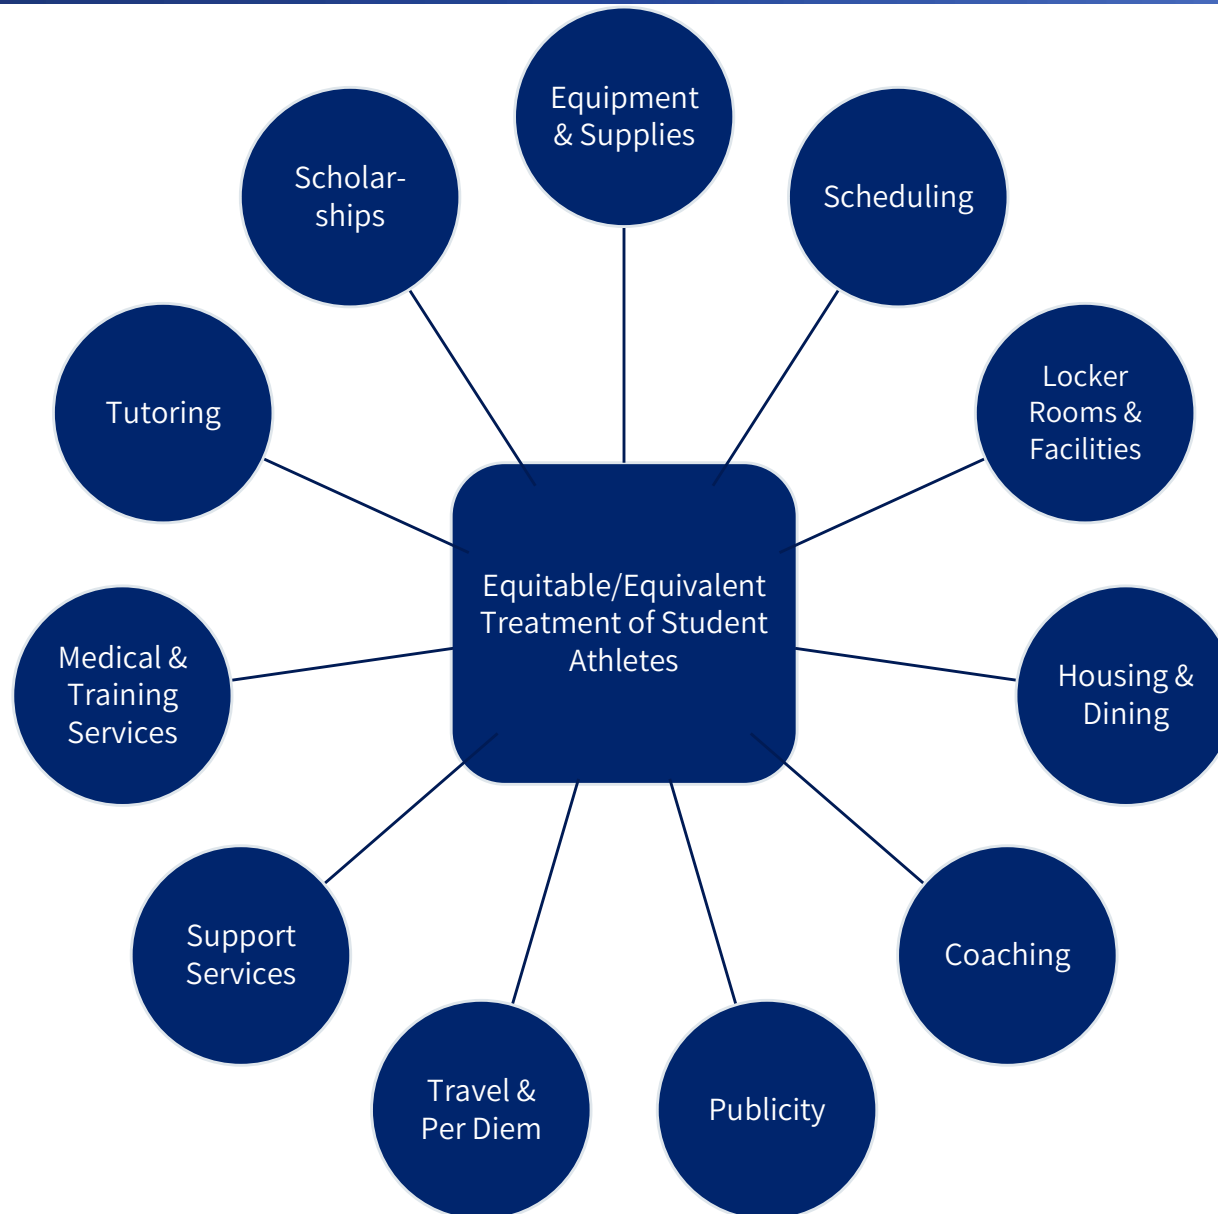 Equipment
& Supplies
Scheduling
Locker
Rooms &
Facilities
Housing &
Dining
Coaching
Publicity
Travel &
Per Diem
Support
Services
Medical &
Training
Services
Tutoring
Scholar-
ships
Equitable/Equivalent
Treatment of Student
Athletes